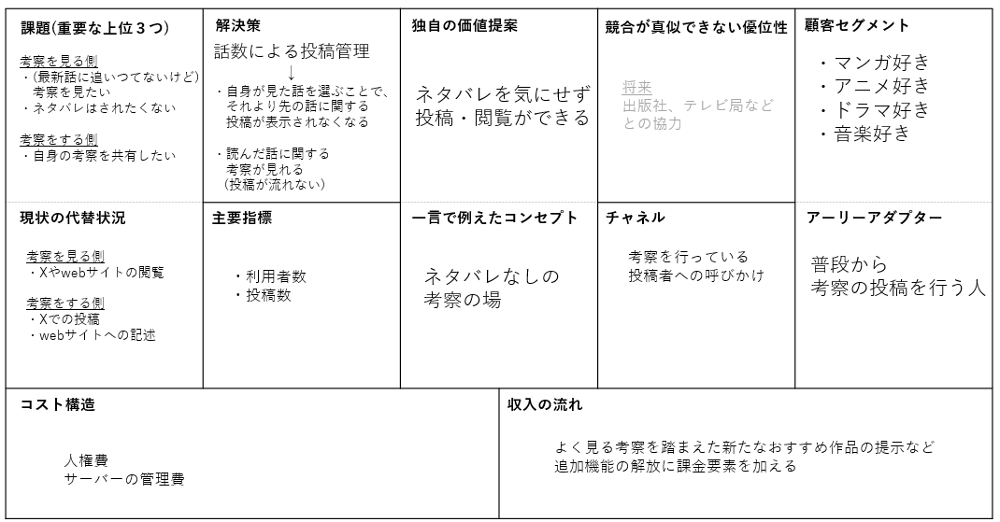 課題(重要な上位３つ)
考察を見る側
・(最新話に追いつてないけど)
考察を見たい
・ネタバレはされたくない
考察をする側
・自身の考察を共有したい
解決策
話数による投稿管理
↓
・自身が見た話を選ぶことで、
それより先の話に関する
投稿が表示されなくなる
・読んだ話に関する
考察が見れる
(投稿が流れない)
独自の価値提案
ネタバレを気にせず
投稿・閲覧ができる
競合が真似できない優位性
将来
出版社、テレビ局など
との協力
顧客セグメント
・マンガ好き
・アニメ好き
・ドラマ好き
・音楽好き
現状の代替状況
考察を見る側
・Xやwebサイトの閲覧
考察をする側
・Xでの投稿
・webサイトへの記述
主要指標
・利用者数
・投稿数
一言で例えたコンセプト
ネタバレなしの
考察の場
チャネル
考察を行っている
投稿者への呼びかけ
アーリーアダプター
普段から
考察の投稿を行う人
コスト構造
人権費
サーバーの管理費
収入の流れ
よく見る考察を踏まえた新たなおすすめ作品の提示など
追加機能の解放に課金要素を加える